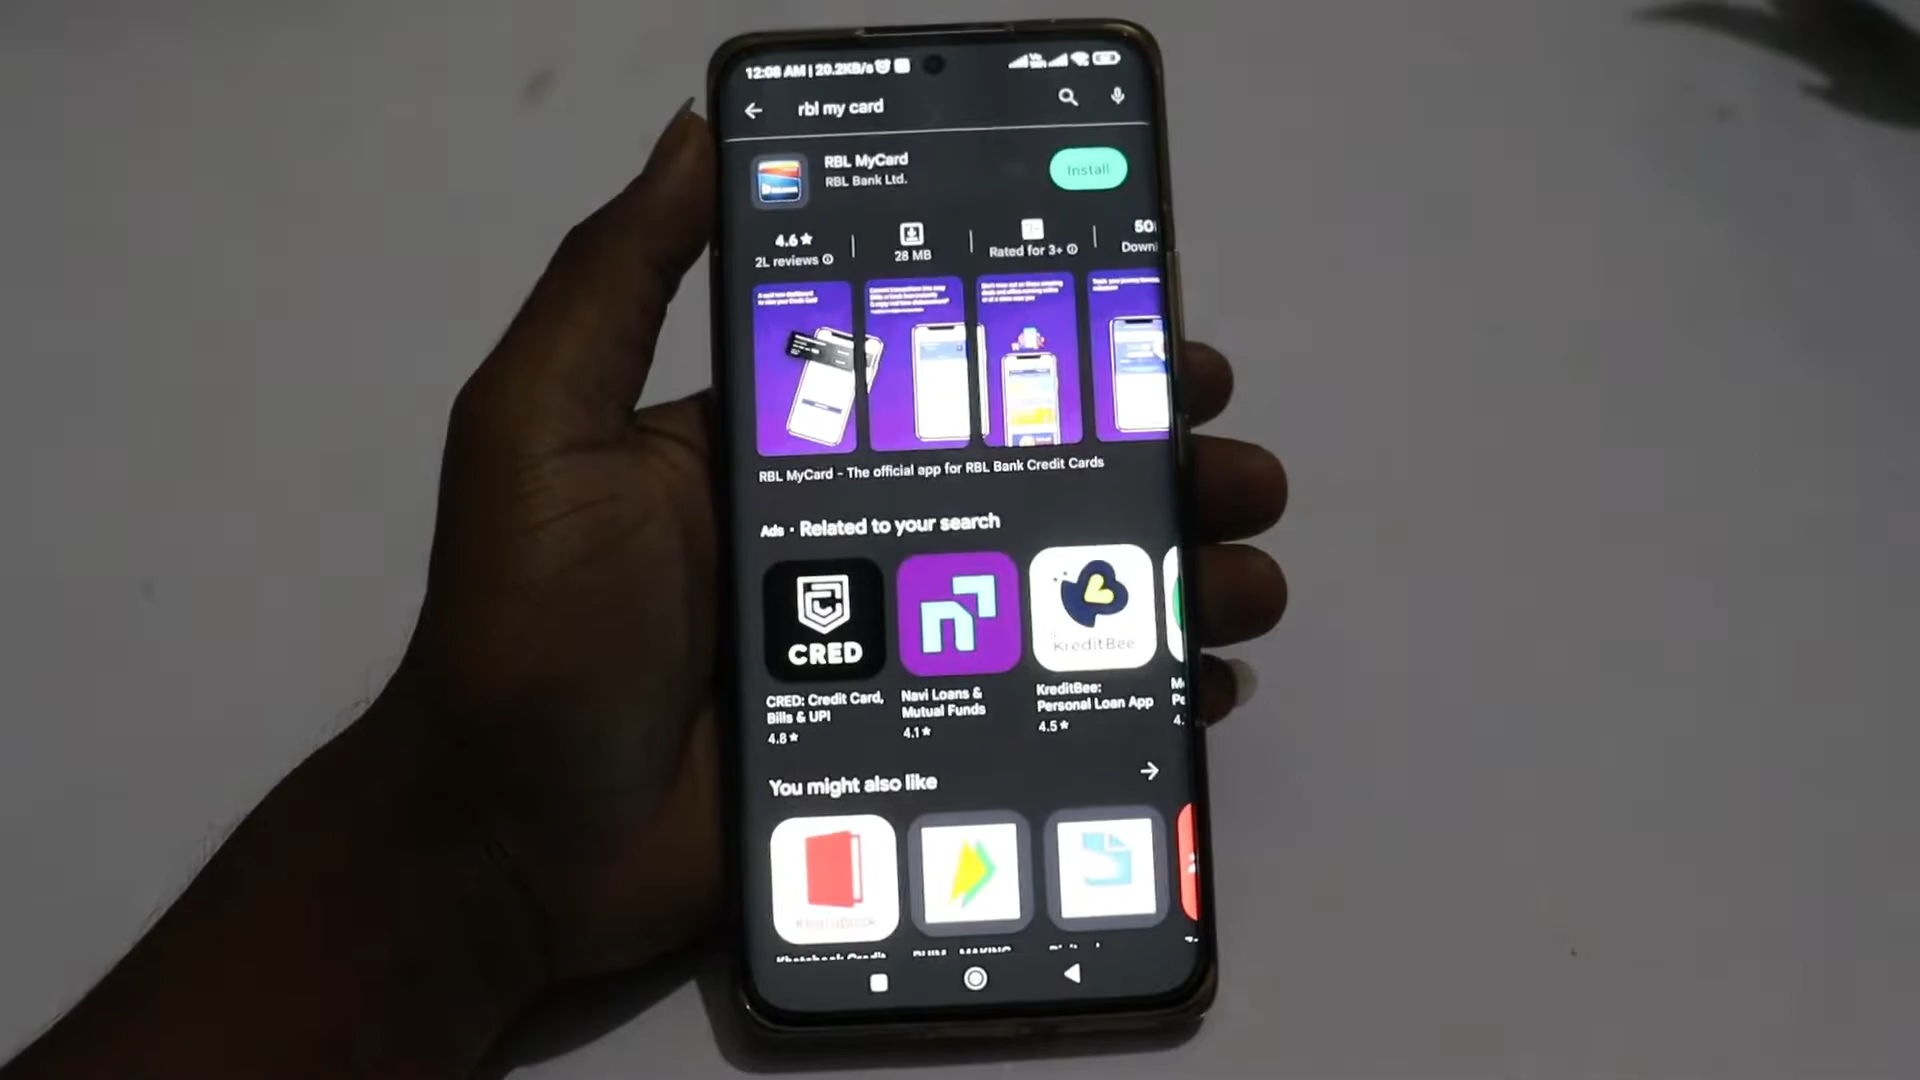 12:08 AM | 20.2KB/s
rbl my card
RBL MyCard
RBL Bank Ltd.
Install
4.6★
2L reviews
28 MB
Rated for 3+
50
Down
RBL MyCard - The official app for RBL Bank Credit Cards
Ads · Related to your search
CRED
KreditBee
CRED: Credit Card,
Bills & UPI
4.8★
Navi Loans &
Mutual Funds
4.1★
KreditBee:
Personal Loan App
4.5★
You might also like